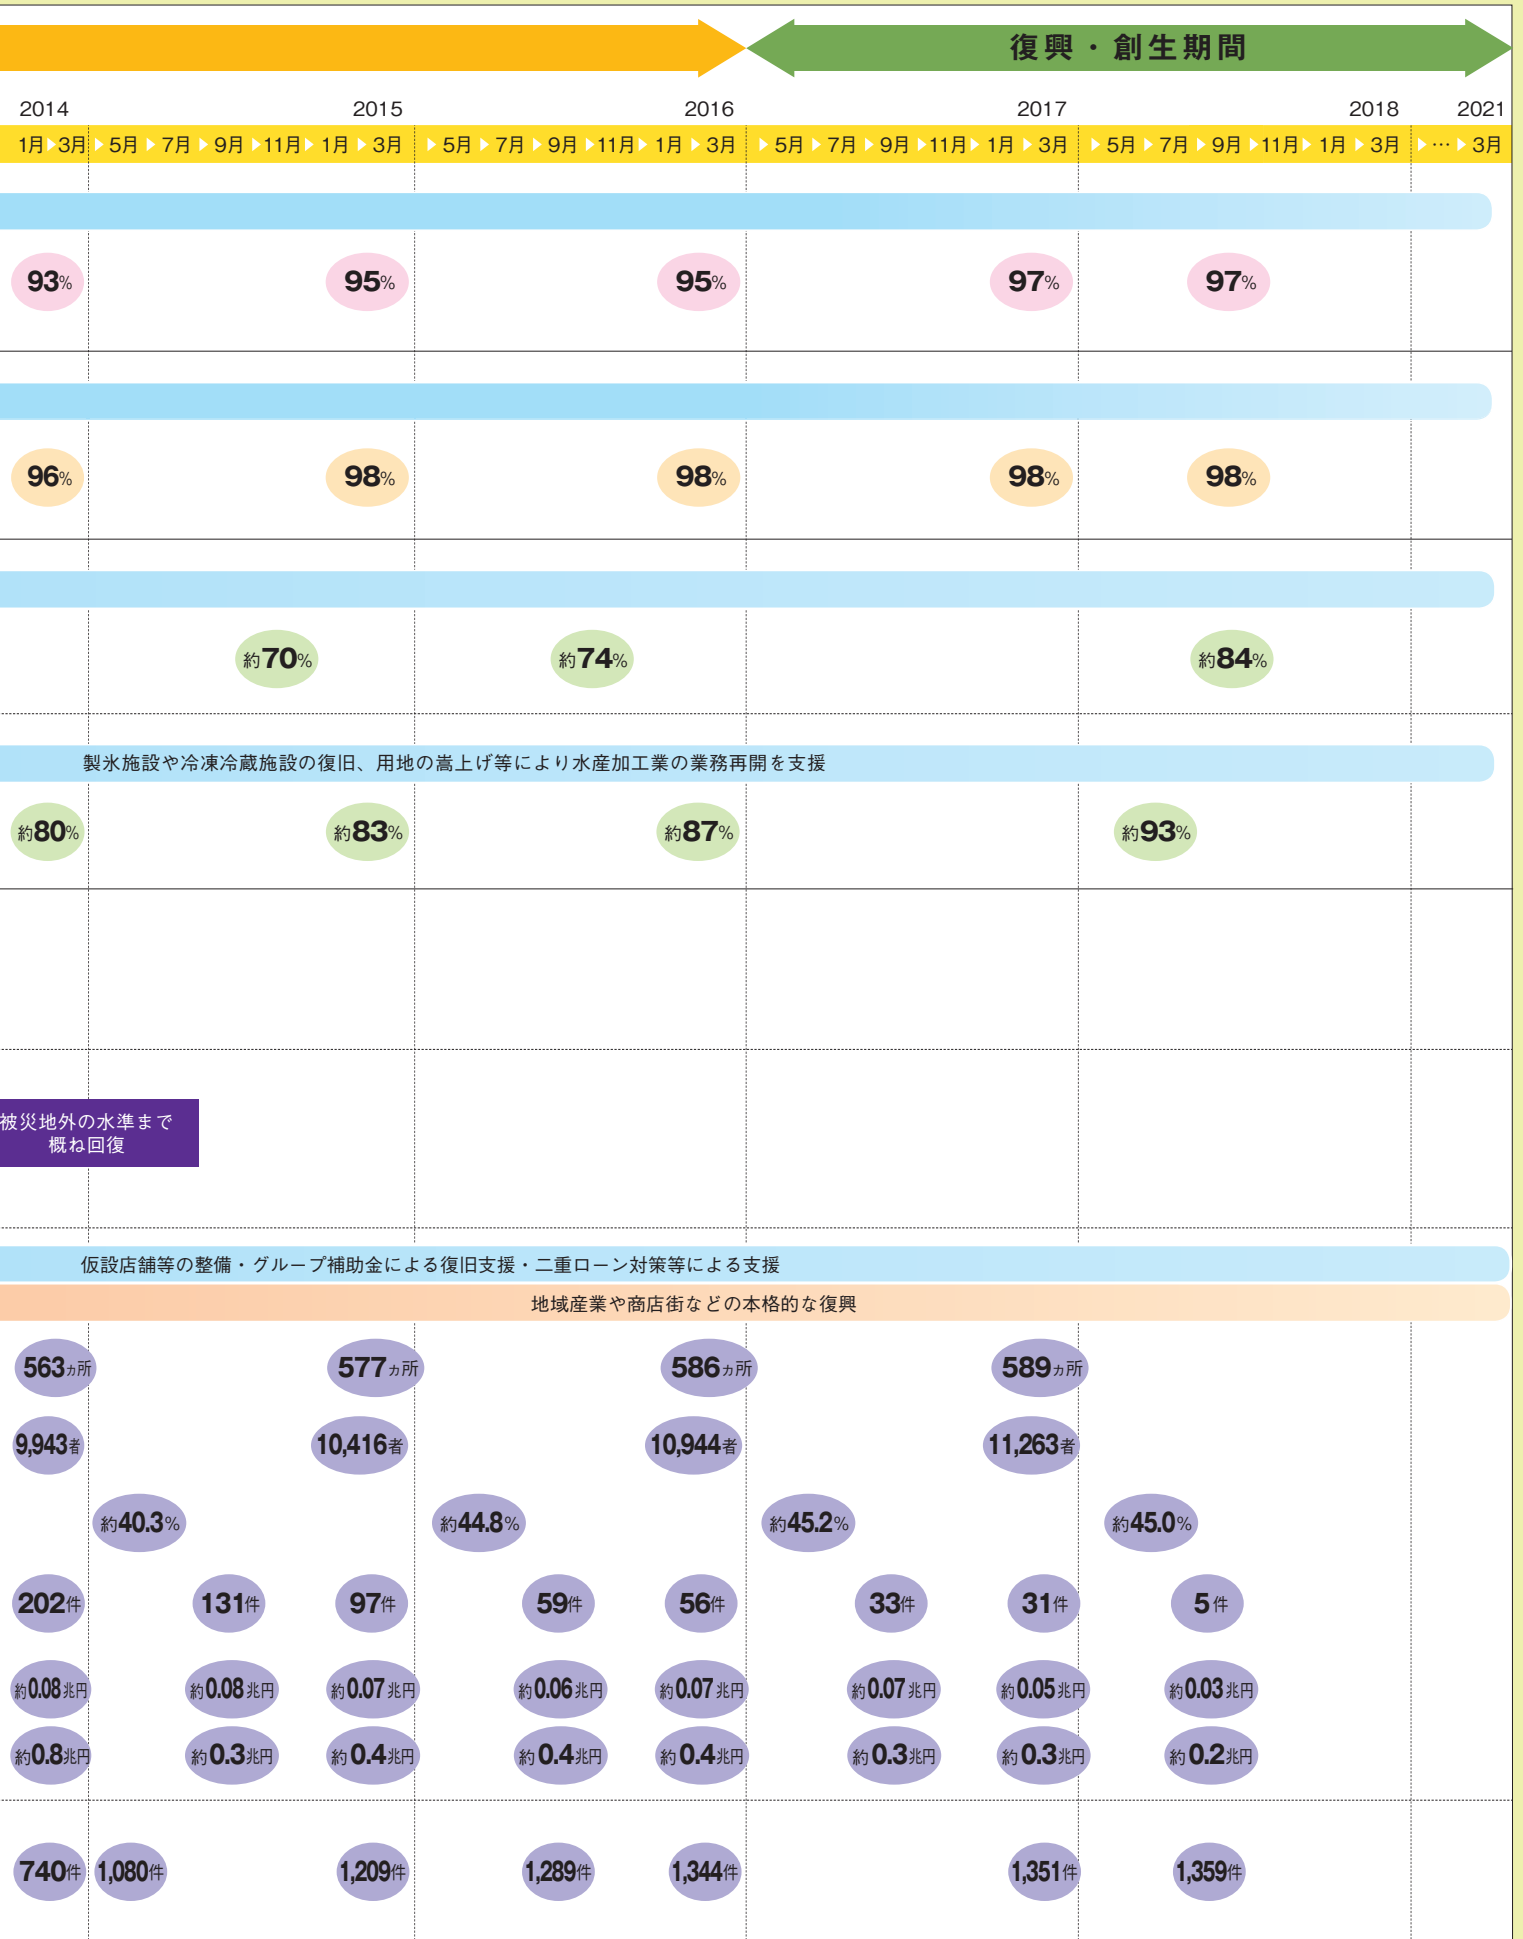 復興・創生期間
2014 2015 2016 2017 2018 2021
1月 3月 5月 7月 9月 11月 1月 3月 5月 7月 9月 11月 1月 3月 5月 7月 9月 11月 1月 3月 5月 7月 9月 11月 1月 3月 … 3月
93% 95% 95% 97% 97%
96% 98% 98% 98% 98%
約70% 約74% 約84%
製氷施設や冷凍冷蔵施設の復旧、用地の嵩上げ等により水産加工業の業務再開を支援
約80% 約83% 約87% 約93%
被災地外の水準まで
概ね回復
仮設店舗等の整備・グループ補助金による復旧支援・二重ローン対策等による支援
地域産業や商店街などの本格的な復興
563ヵ所 577ヵ所 586ヵ所 589ヵ所
9,943者 10,416者 10,944者 11,263者
約40.3% 約44.8% 約45.2% 約45.0%
202件 131件 97件 59件 56件 33件 31件 5件
約0.08兆円 約0.08兆円 約0.07兆円 約0.06兆円 約0.07兆円 約0.07兆円 約0.05兆円 約0.03兆円
約0.8兆円 約0.3兆円 約0.4兆円 約0.4兆円 約0.4兆円 約0.3兆円 約0.3兆円 約0.2兆円
740件 1,080件 1,209件 1,289件 1,344件 1,351件 1,359件